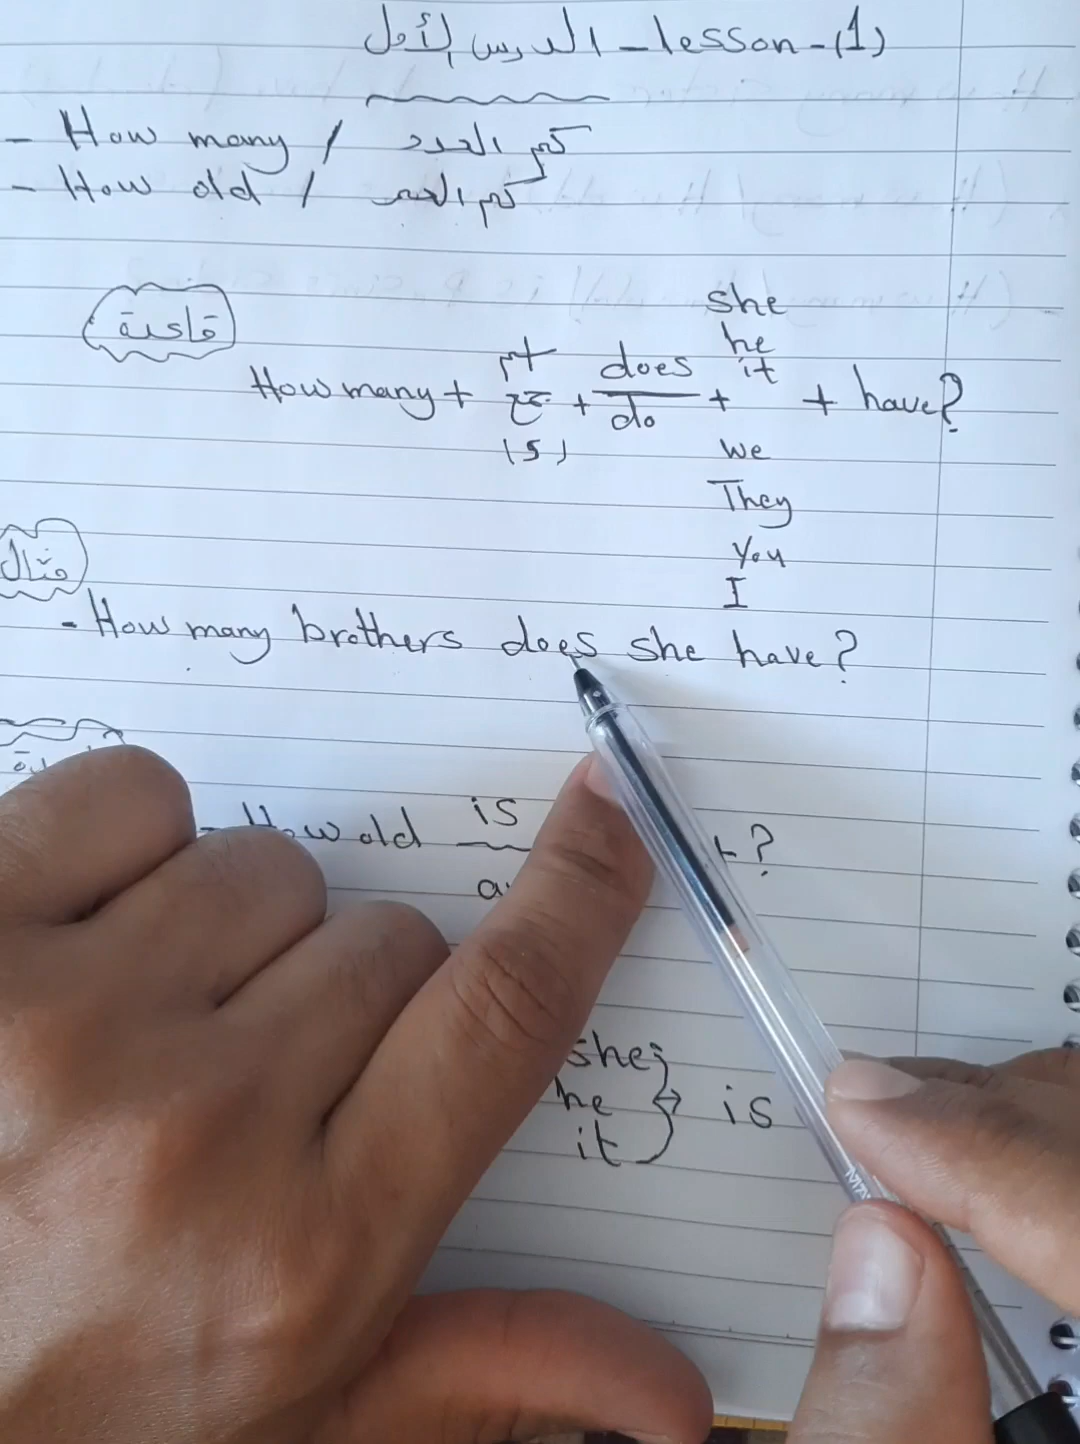 الدرس الأول - lesson - (1)
- How many / كم العدد
- How old / كم العمر
قاعدة
she
he
it
How many + اسم جمع (s) + does / do + + have?
we
They
You
I
مثال
- How many brothers does she have?
- How old is ?
she
he
it
is